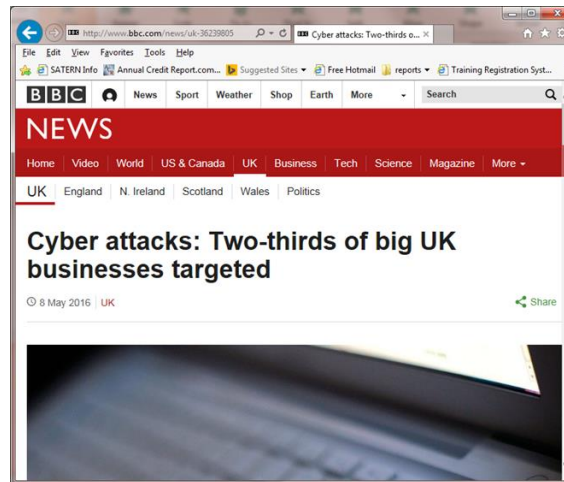 http://www.bbc.com/news/uk-36239805
Cyber attacks: Two-thirds o...
File Edit View Favorites Tools Help
SATERN Info Annual Credit Report.com... Suggested Sites Free Hotmail reports Training Registration Syst...
BBC News Sport Weather Shop Earth More Search
NEWS
Home Video World US & Canada UK Business Tech Science Magazine More
UK England N. Ireland Scotland Wales Politics
Cyber attacks: Two-thirds of big UK
businesses targeted
8 May 2016 UK Share